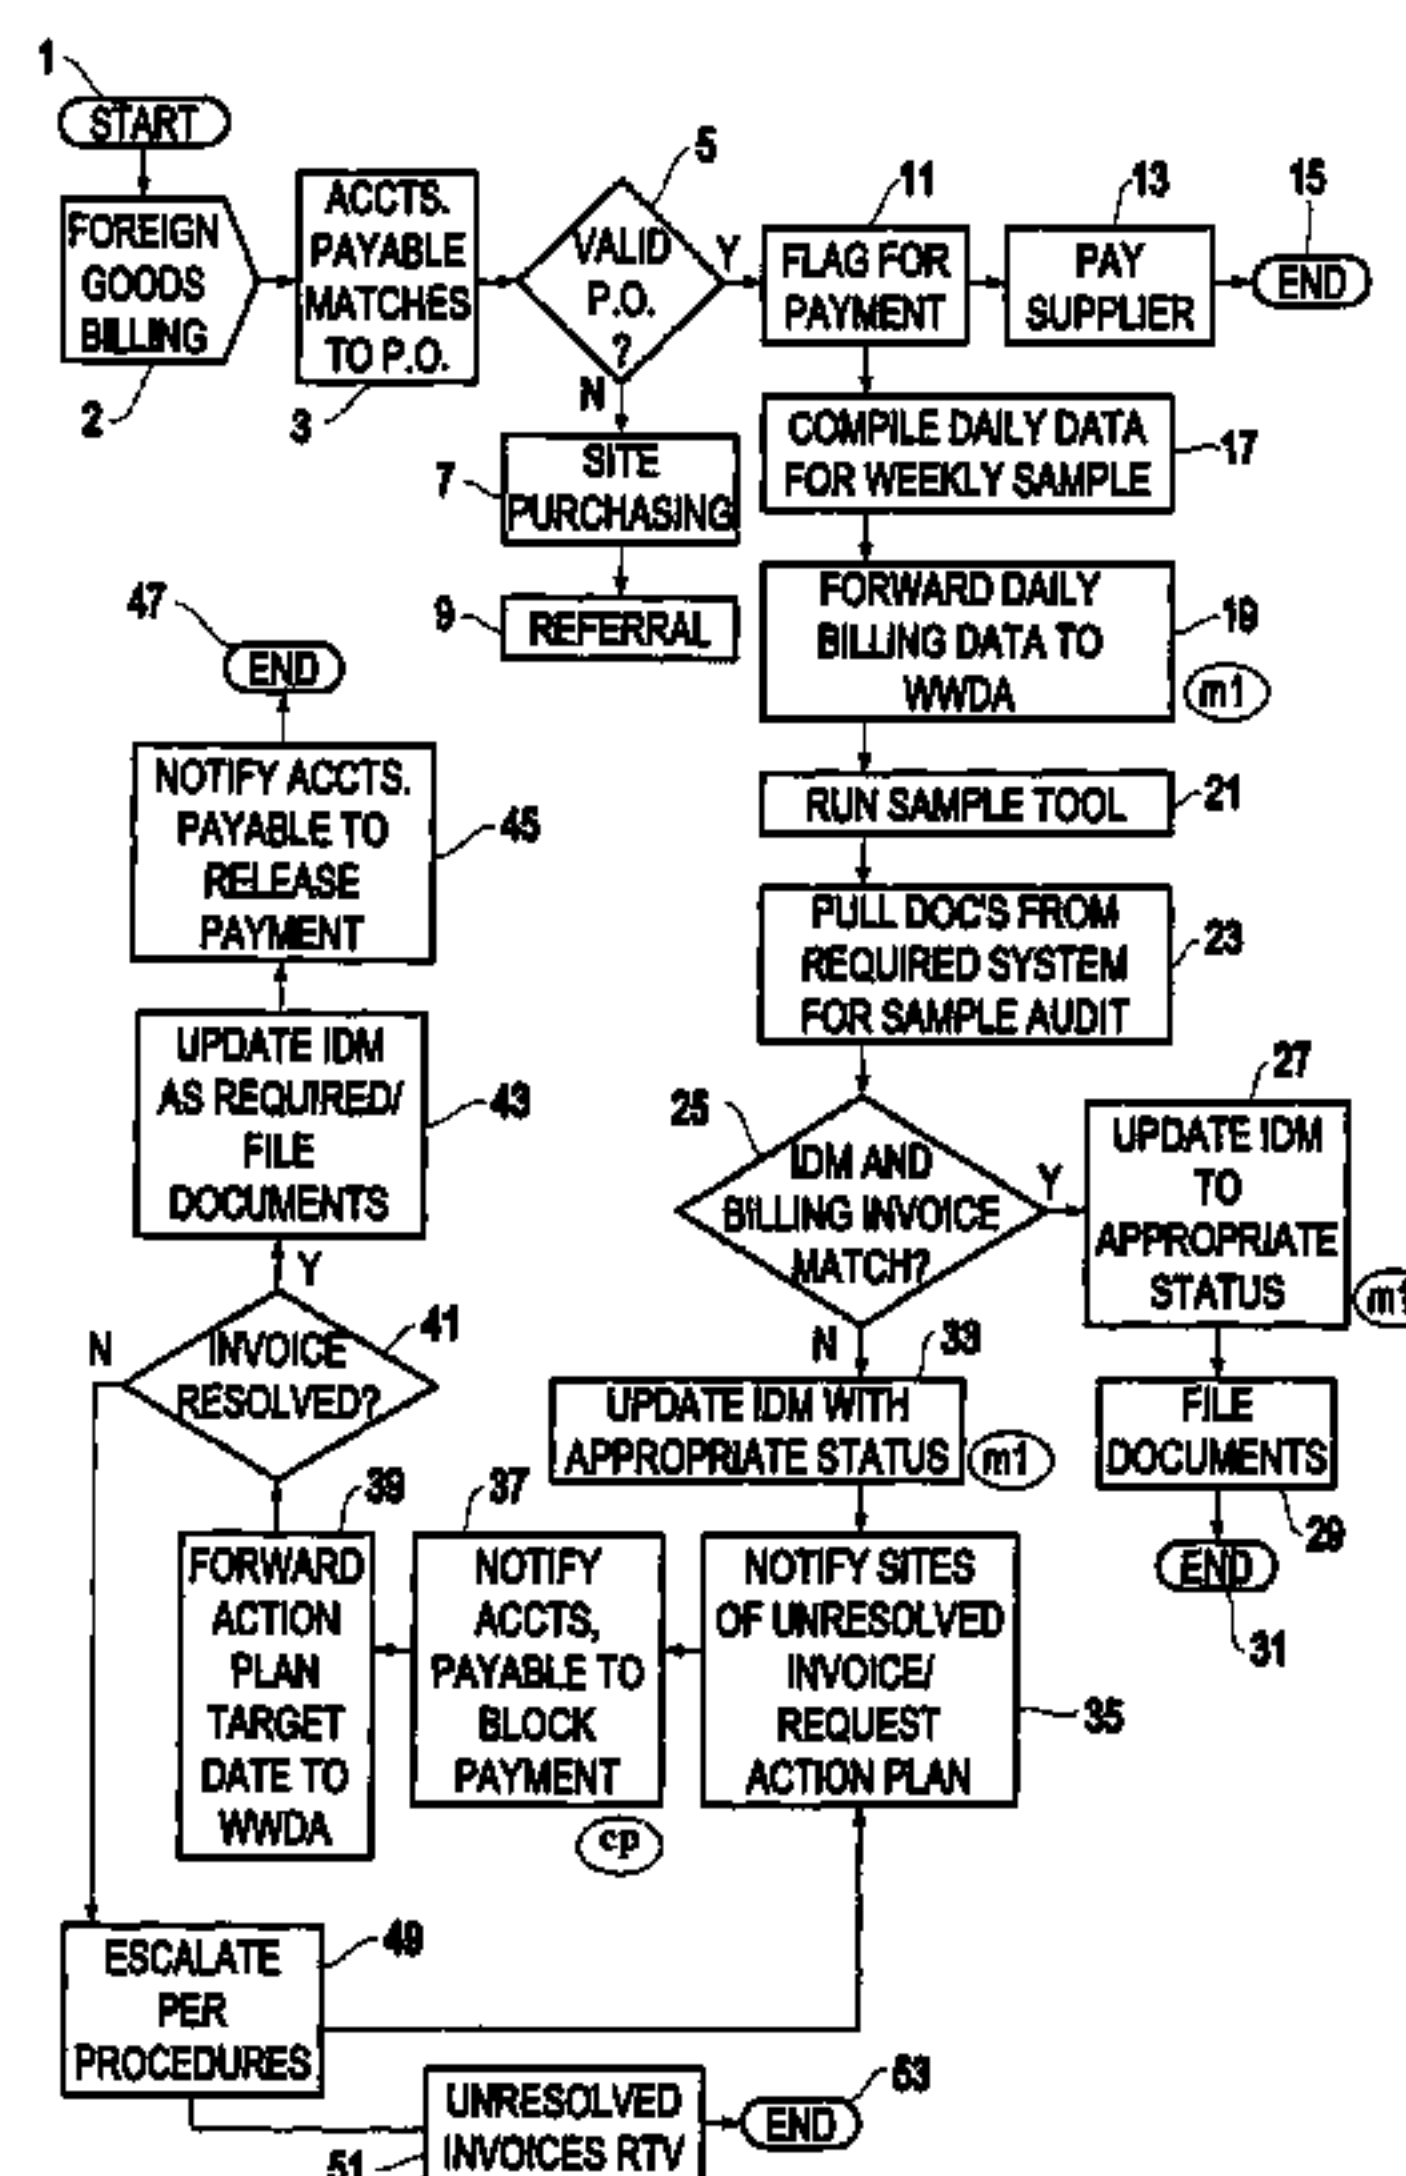 1
START
FOREIGN
GOODS
BILLING
2
ACCTS.
PAYABLE
MATCHES
TO P.O.
3
5
VALID
P.O.
?
Y
N
11
FLAG FOR
PAYMENT
13
PAY
SUPPLIER
15
END
7
SITE
PURCHASING
9
REFERRAL
COMPILE DAILY DATA
FOR WEEKLY SAMPLE
17
FORWARD DAILY
BILLING DATA TO
WWDA
19
m1
RUN SAMPLE TOOL
21
PULL DOC'S FROM
REQUIRED SYSTEM
FOR SAMPLE AUDIT
23
25
IDM AND
BILLING INVOICE
MATCH?
Y
N
27
UPDATE IDM
TO
APPROPRIATE
STATUS
m1
FILE
DOCUMENTS
29
END
31
33
UPDATE IDM WITH
APPROPRIATE STATUS
m1
NOTIFY SITES
OF UNRESOLVED
INVOICE/
REQUEST
ACTION PLAN
35
37
NOTIFY
ACCTS,
PAYABLE TO
BLOCK
PAYMENT
cp
39
FORWARD
ACTION
PLAN
TARGET
DATE TO
WWDA
41
INVOICE
RESOLVED?
Y
N
UPDATE IDM
AS REQUIRED/
FILE
DOCUMENTS
43
NOTIFY ACCTS.
PAYABLE TO
RELEASE
PAYMENT
45
47
END
ESCALATE
PER
PROCEDURES
49
UNRESOLVED
INVOICES RTV
51
END
53